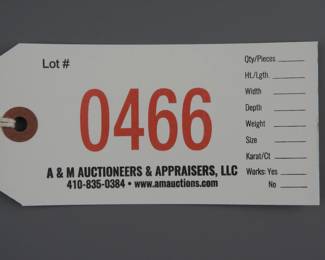 Lot #
0466
A & M AUCTIONEERS & APPRAISERS, LLC
410-835-0384 • www.amauctions.com
Qty/Pieces
Ht./Lgth.
Width
Depth
Weight
Size
Karat/Ct
Works: Yes
No